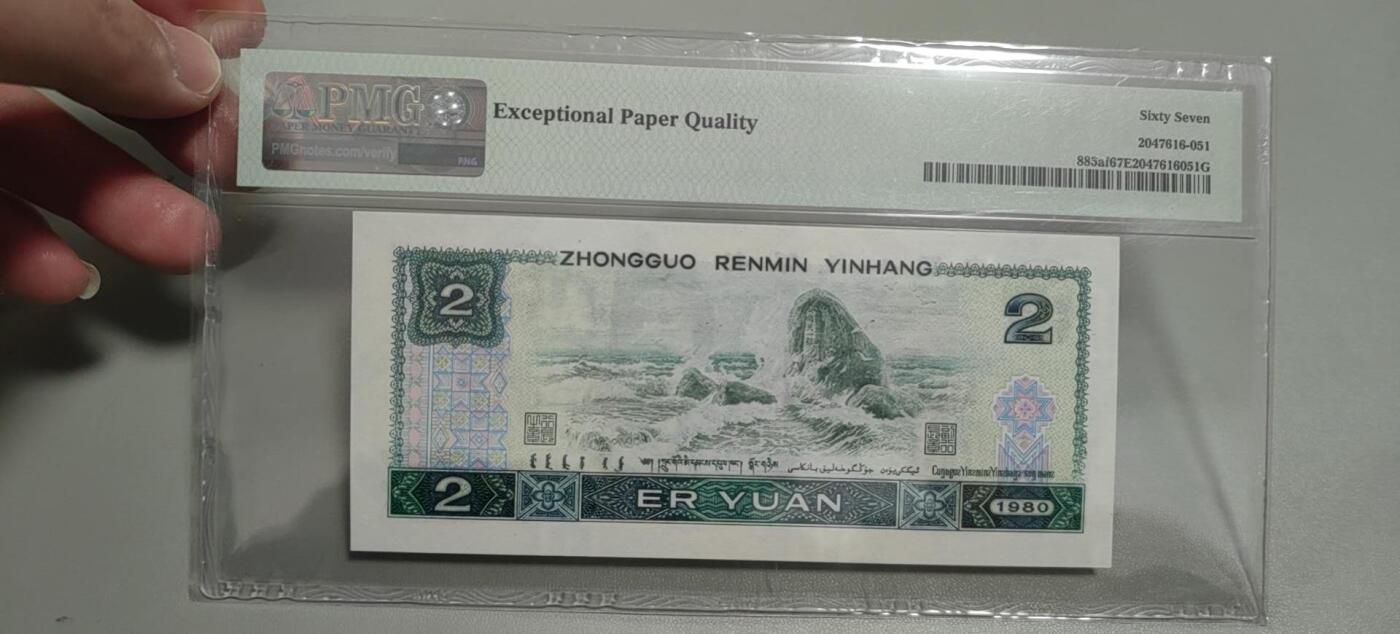 PMG
PAPER MONEY GUARANTY
PMGnotes.com/verify
PNG
Exceptional Paper Quality
Sixty Seven
2047616-051
885af67E2047616051G
ZHONGGUO RENMIN YINHANG
2
2
2
ER YUAN
1980